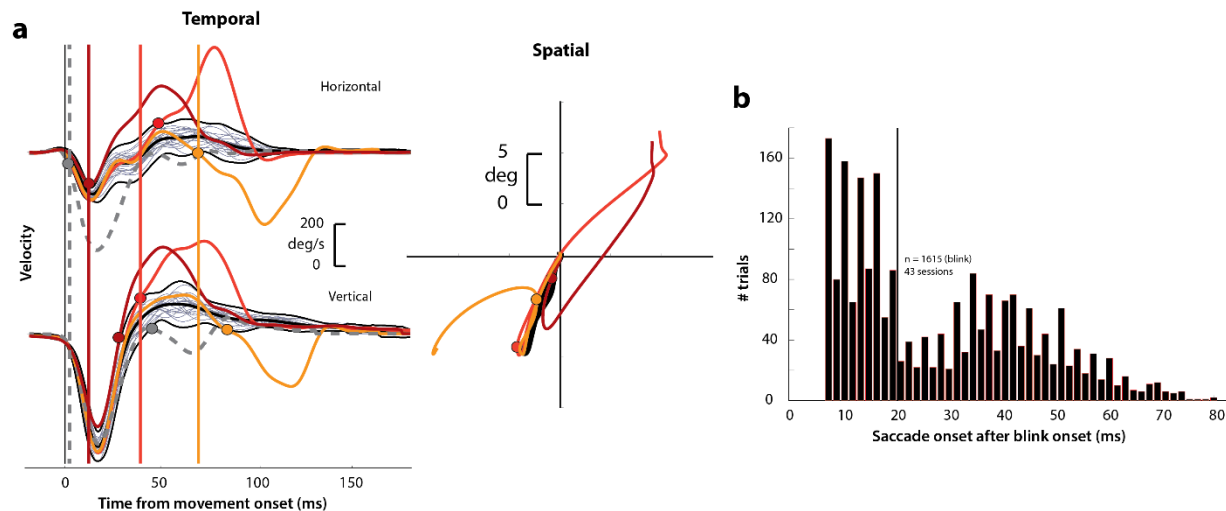 a
Temporal
Horizontal
200
deg/s
0
Vertical
Velocity
0
50
100
150
Time from movement onset (ms)
Spatial
5
deg
0
b
160
120
80
40
0
# trials
n = 1615 (blink)
43 sessions
0
10
20
30
40
50
60
70
80
Saccade onset after blink onset (ms)